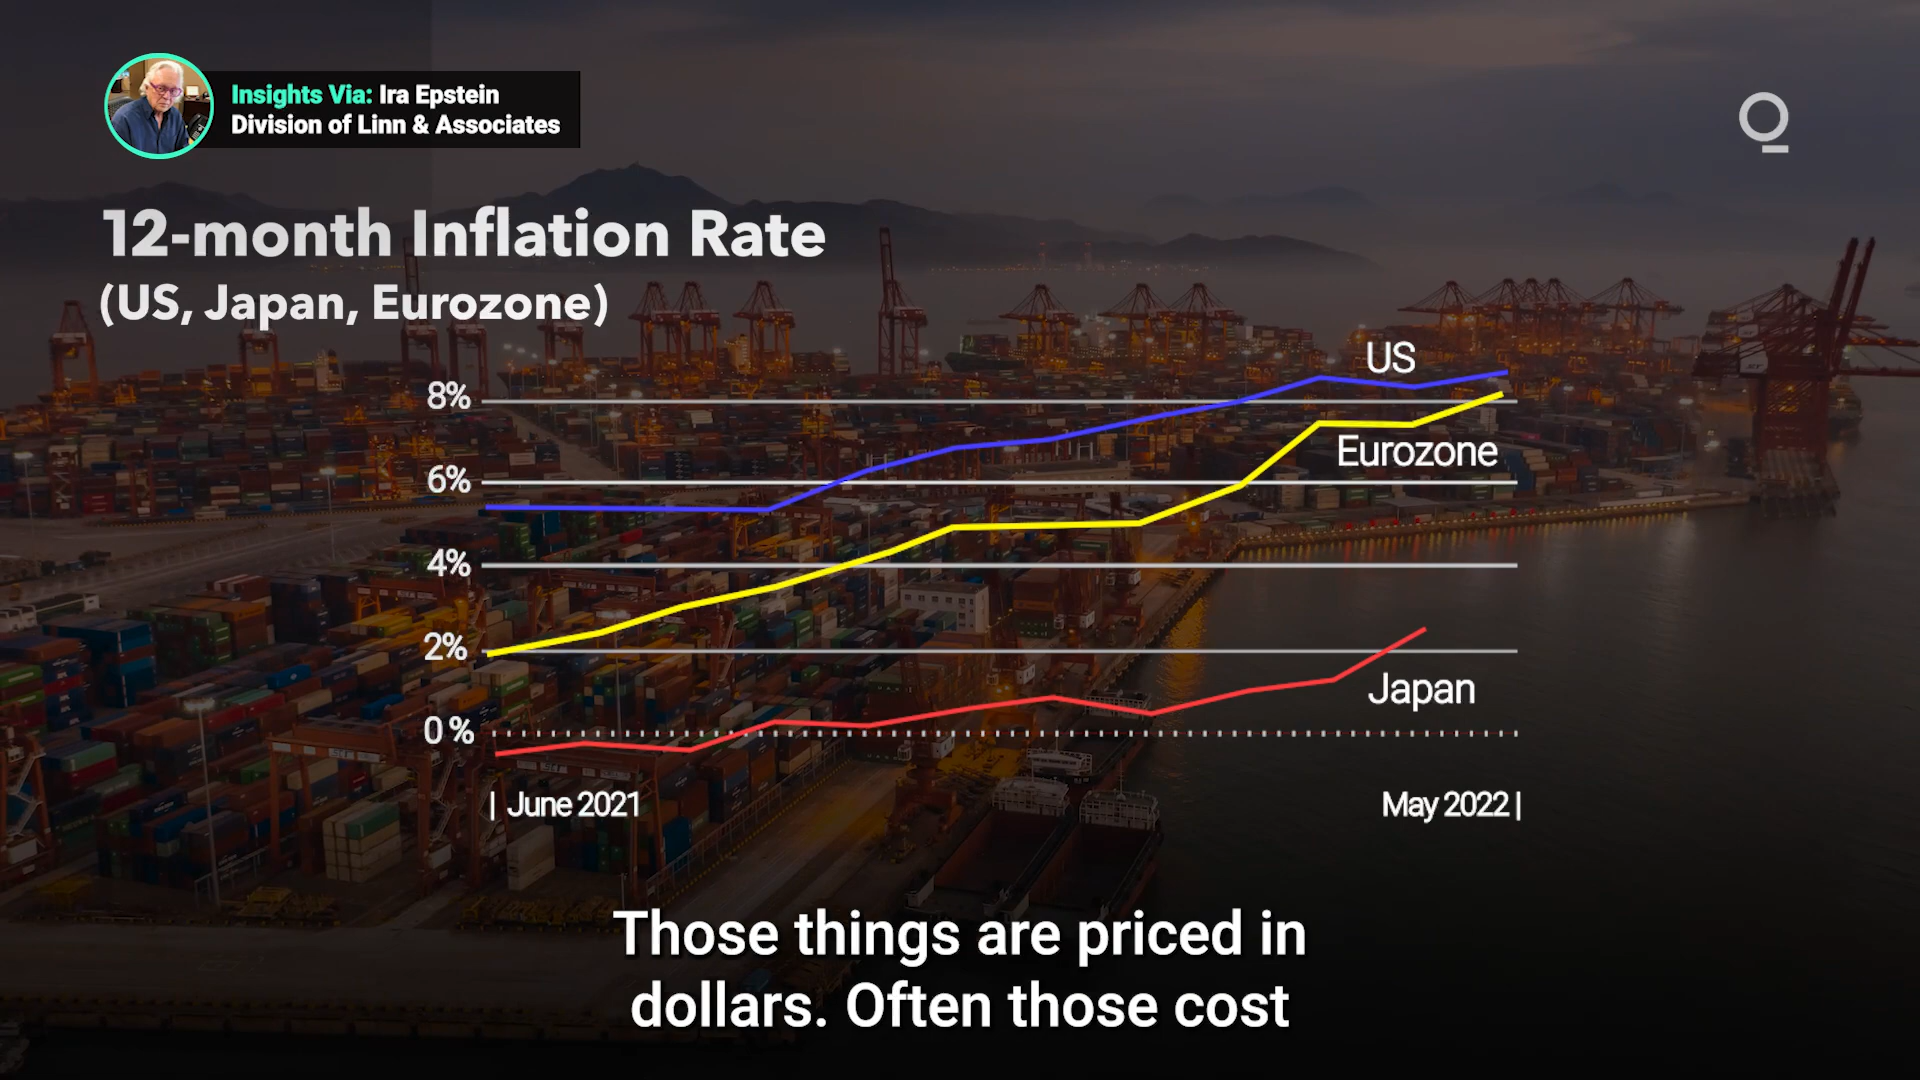 Insights Via: Ira Epstein
Division of Linn & Associates
12-month Inflation Rate
(US, Japan, Eurozone)
US
8%
Eurozone
6%
4%
2%
Japan
0%
| June 2021
May 2022 |
Those things are priced in
dollars. Often those cost